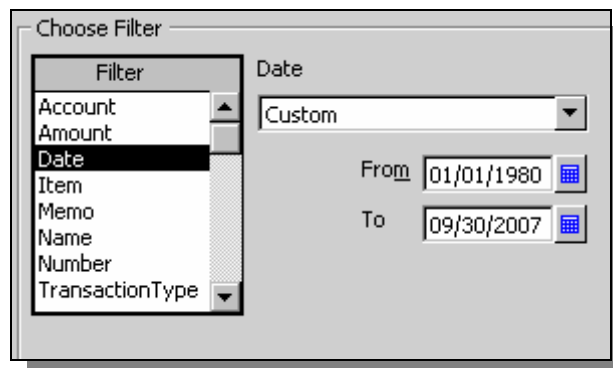 Choose Filter
Filter
Account
Amount
Date
Item
Memo
Name
Number
TransactionType
Date
Custom
From 01/01/1980
To 09/30/2007